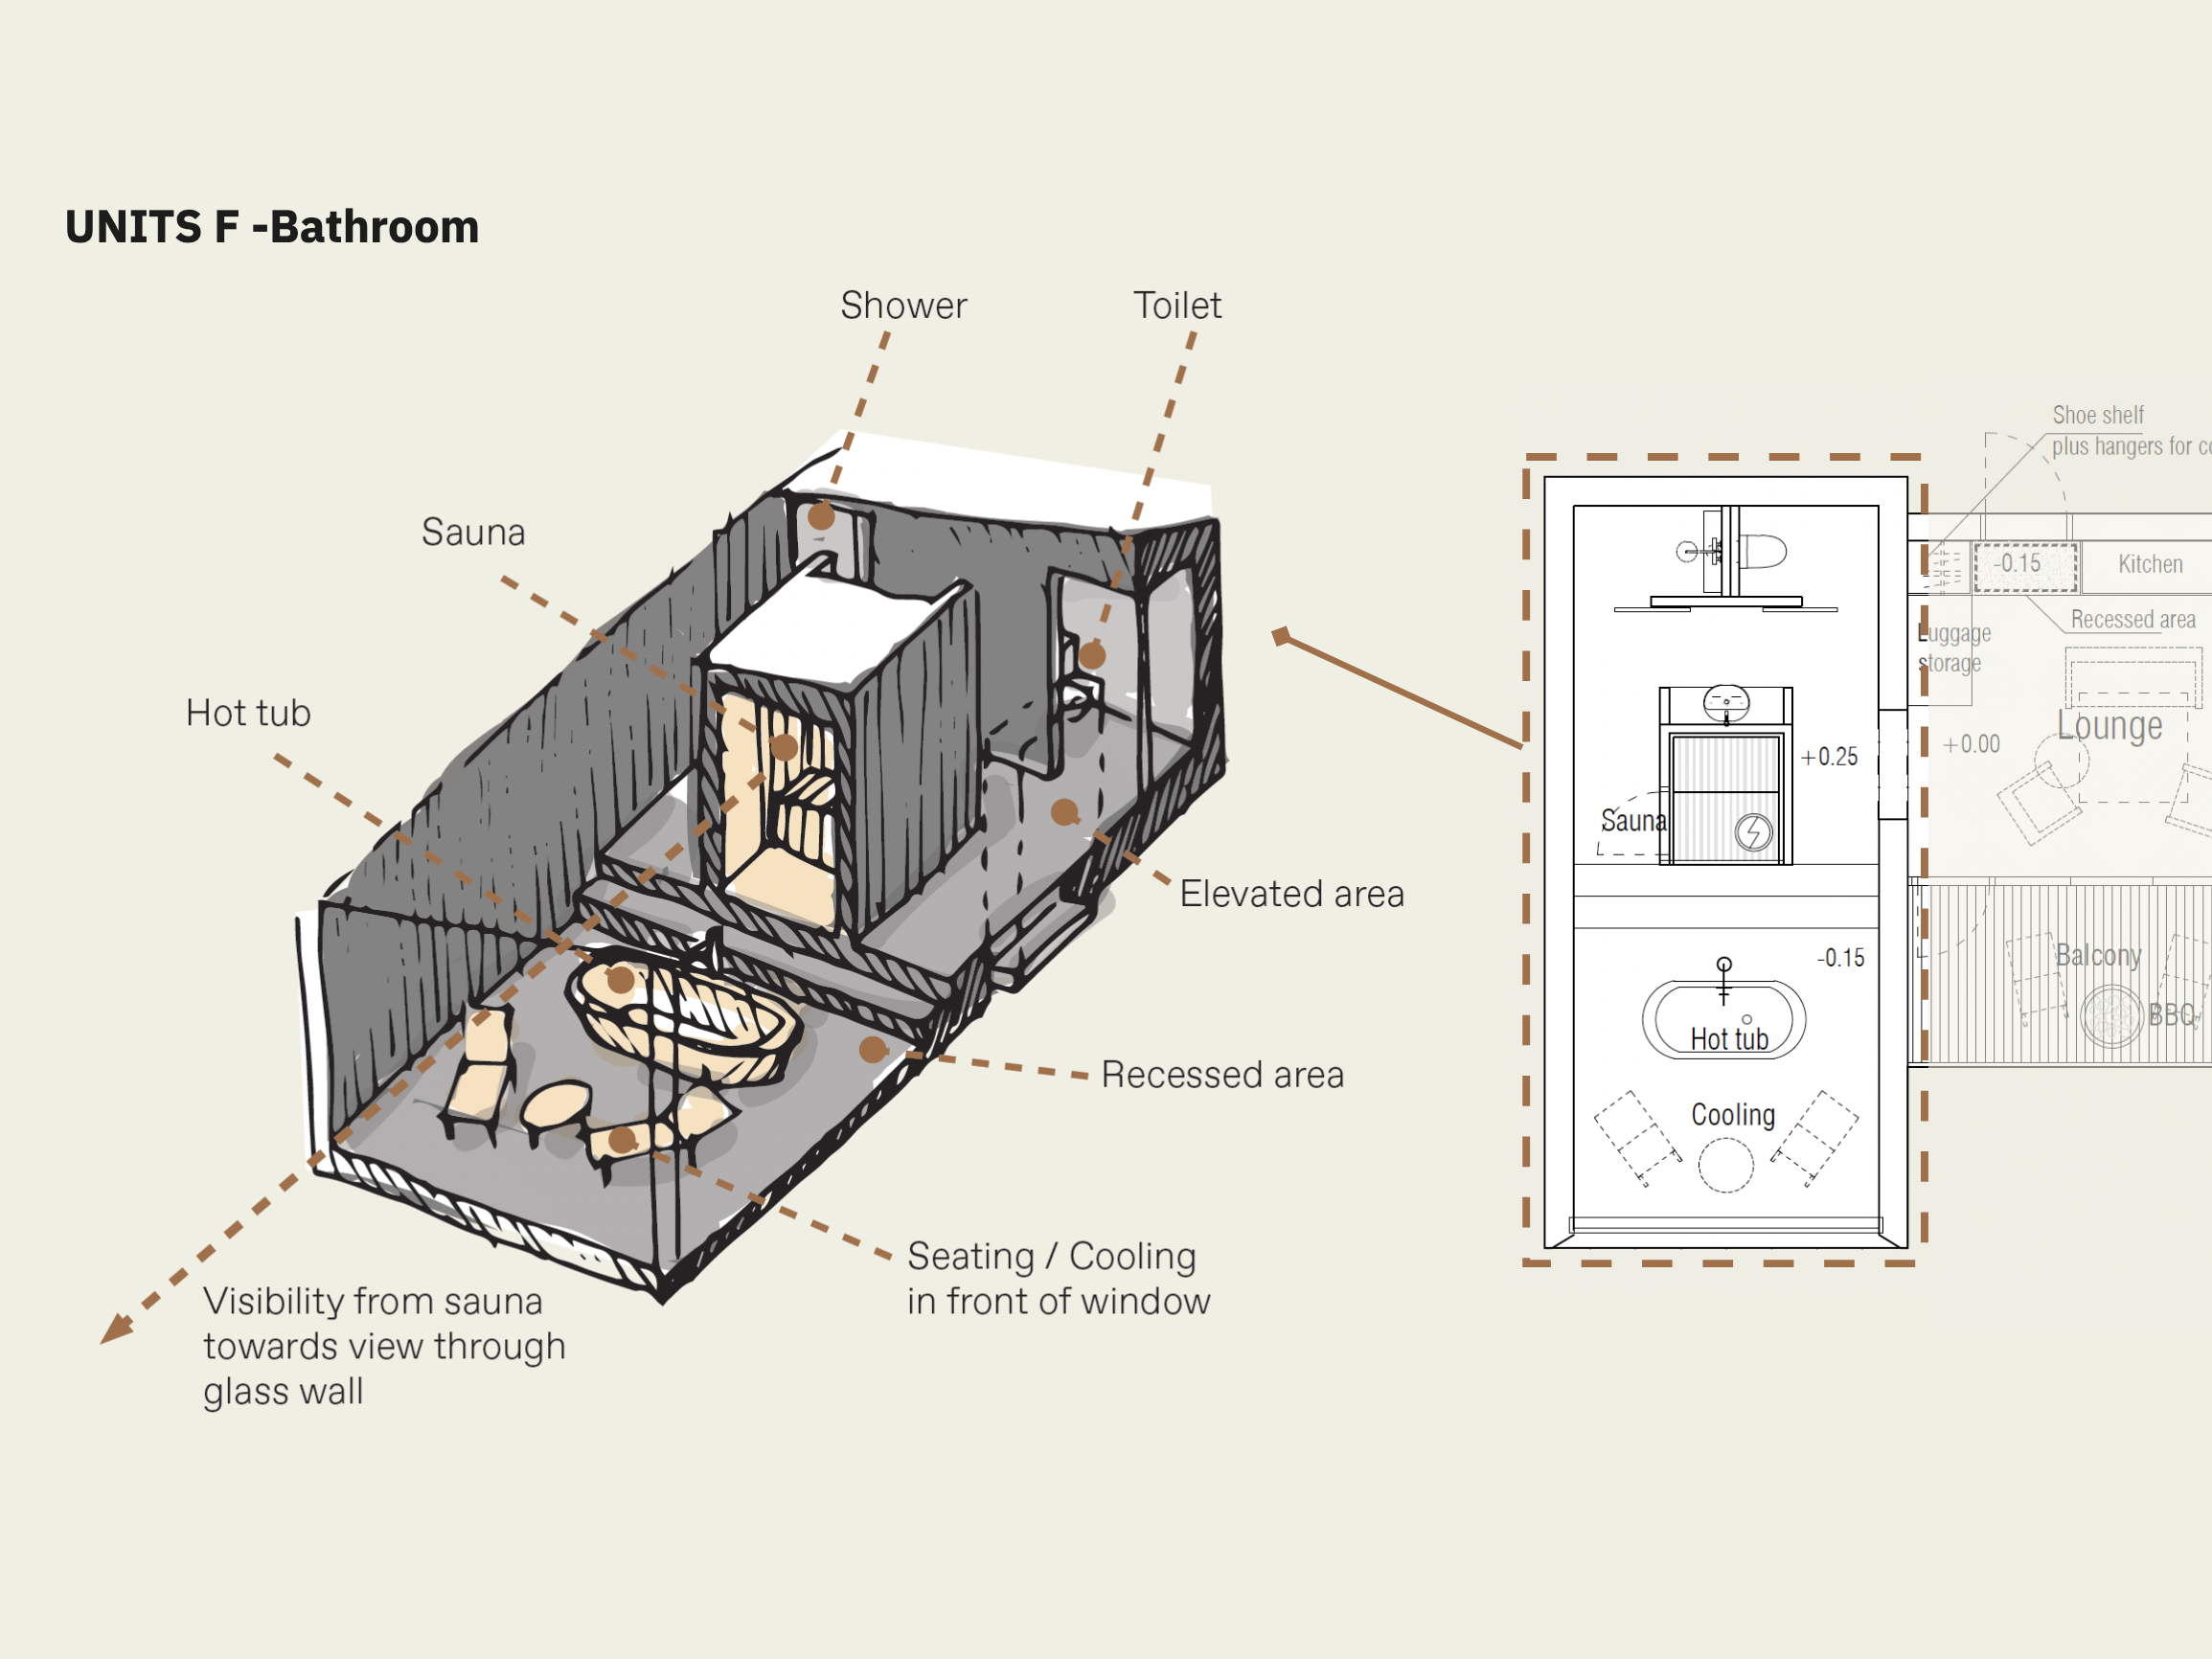 UNITS F -Bathroom
Shower
Toilet
Sauna
Hot tub
Elevated area
Recessed area
Seating / Cooling
in front of window
Visibility from sauna
towards view through
glass wall
Shoe shelf
plus hangers for
-0.15
Kitchen
Recessed area
Luggage
storage
Lounge
+0.00
+0.25
Sauna
-0.15
Hot tub
Cooling
Balcony
BBQ